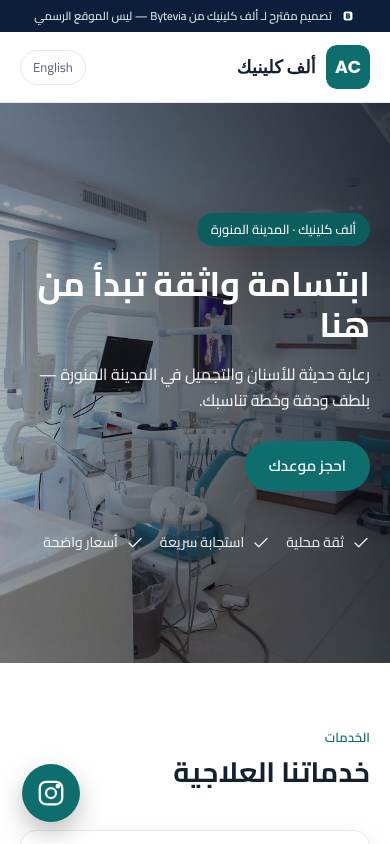 تصميم مقترح لـ ألف كلينيك من Bytevia — ليس الموقع الرسمي
AC
ألف كلينيك
English
ألف كلينيك · المدينة المنورة
ابتسامة واثقة تبدأ من
هنا
رعاية حديثة للأسنان والتجميل في المدينة المنورة —
بلطف ودقة وخطة تناسبك.
احجز موعدك
ثقة محلية
استجابة سريعة
أسعار واضحة
الخدمات
خدماتنا العلاجية